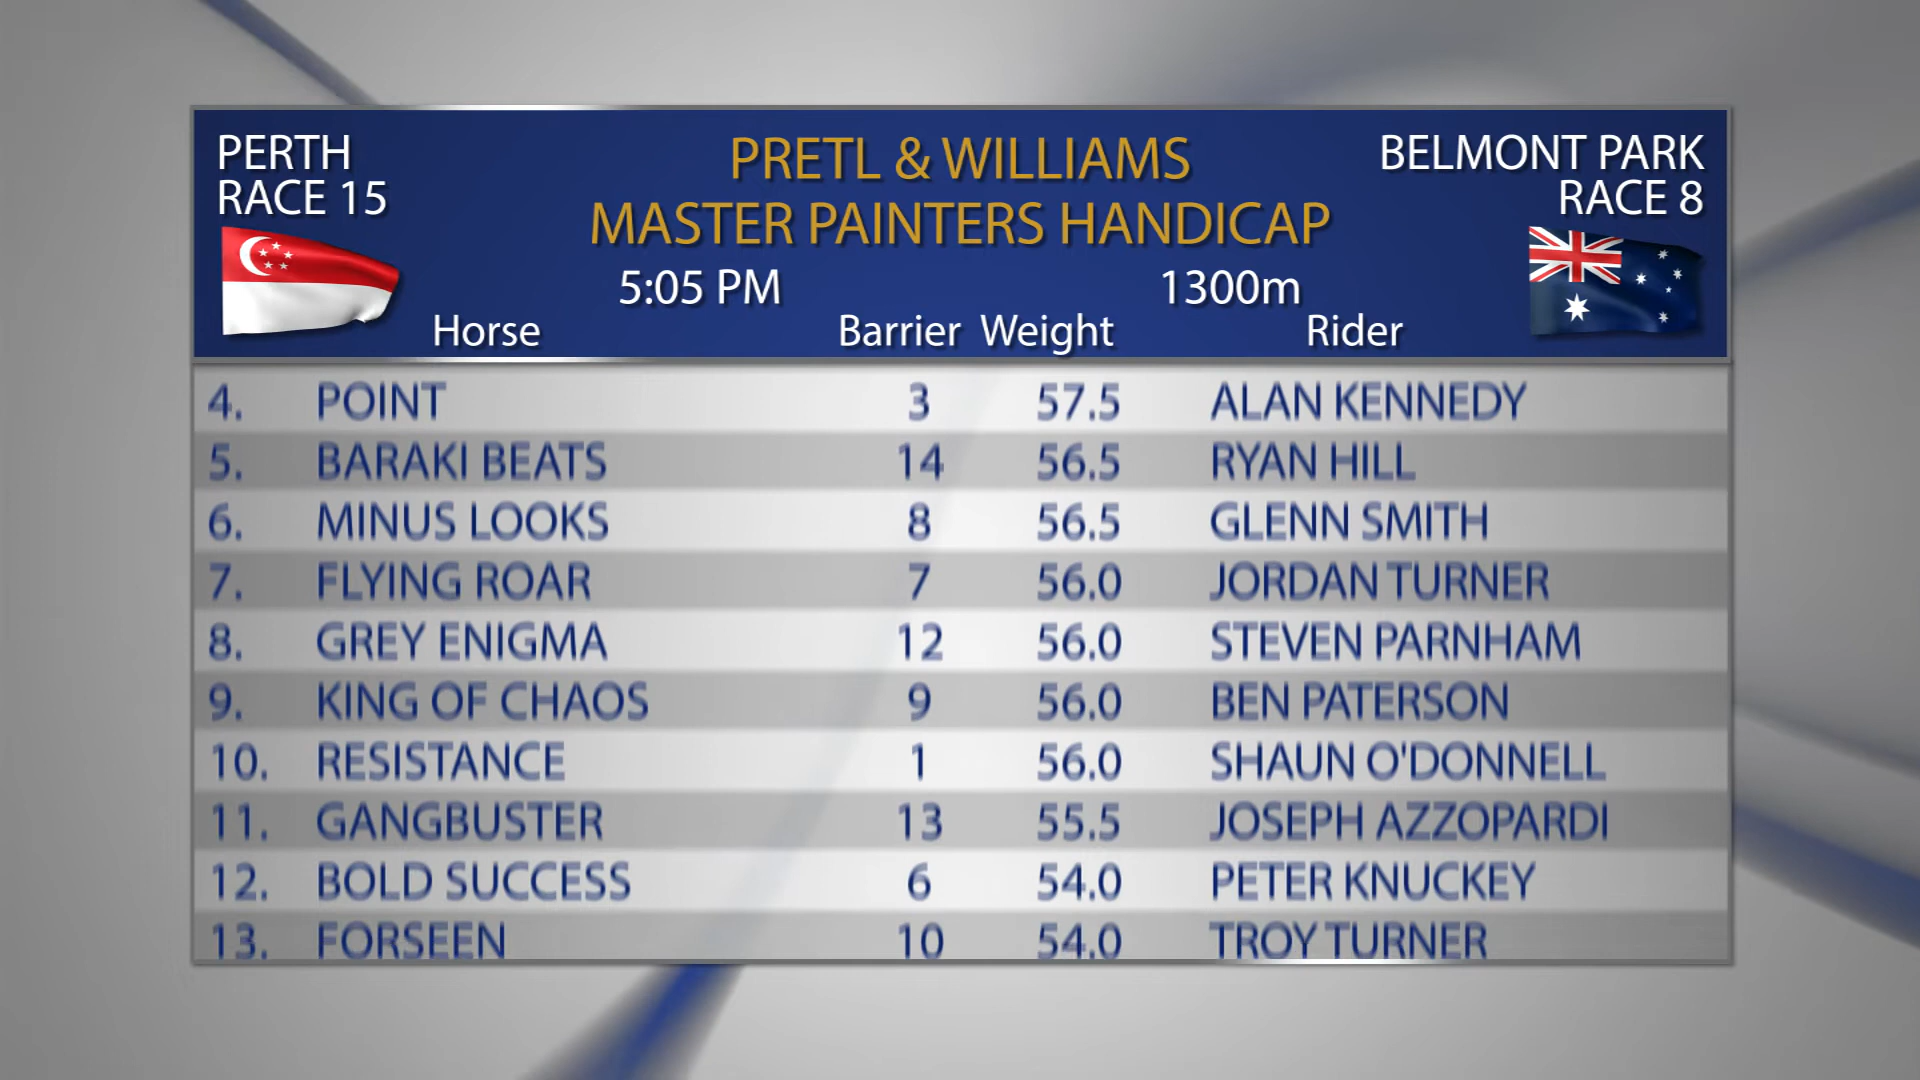 PERTH
RACE 15
PRETL & WILLIAMS
MASTER PAINTERS HANDICAP
BELMONT PARK
RACE 8
5:05 PM 1300m
Horse Barrier Weight Rider
4. POINT 3 57.5 ALAN KENNEDY
5. BARAKI BEATS 14 56.5 RYAN HILL
6. MINUS LOOKS 8 56.5 GLENN SMITH
7. FLYING ROAR 7 56.0 JORDAN TURNER
8. GREY ENIGMA 12 56.0 STEVEN PARNHAM
9. KING OF CHAOS 9 56.0 BEN PATERSON
10. RESISTANCE 1 56.0 SHAUN O'DONNELL
11. GANGBUSTER 13 55.5 JOSEPH AZZOPARDI
12. BOLD SUCCESS 6 54.0 PETER KNUCKEY
13. FORSEEN 10 54.0 TROY TURNER